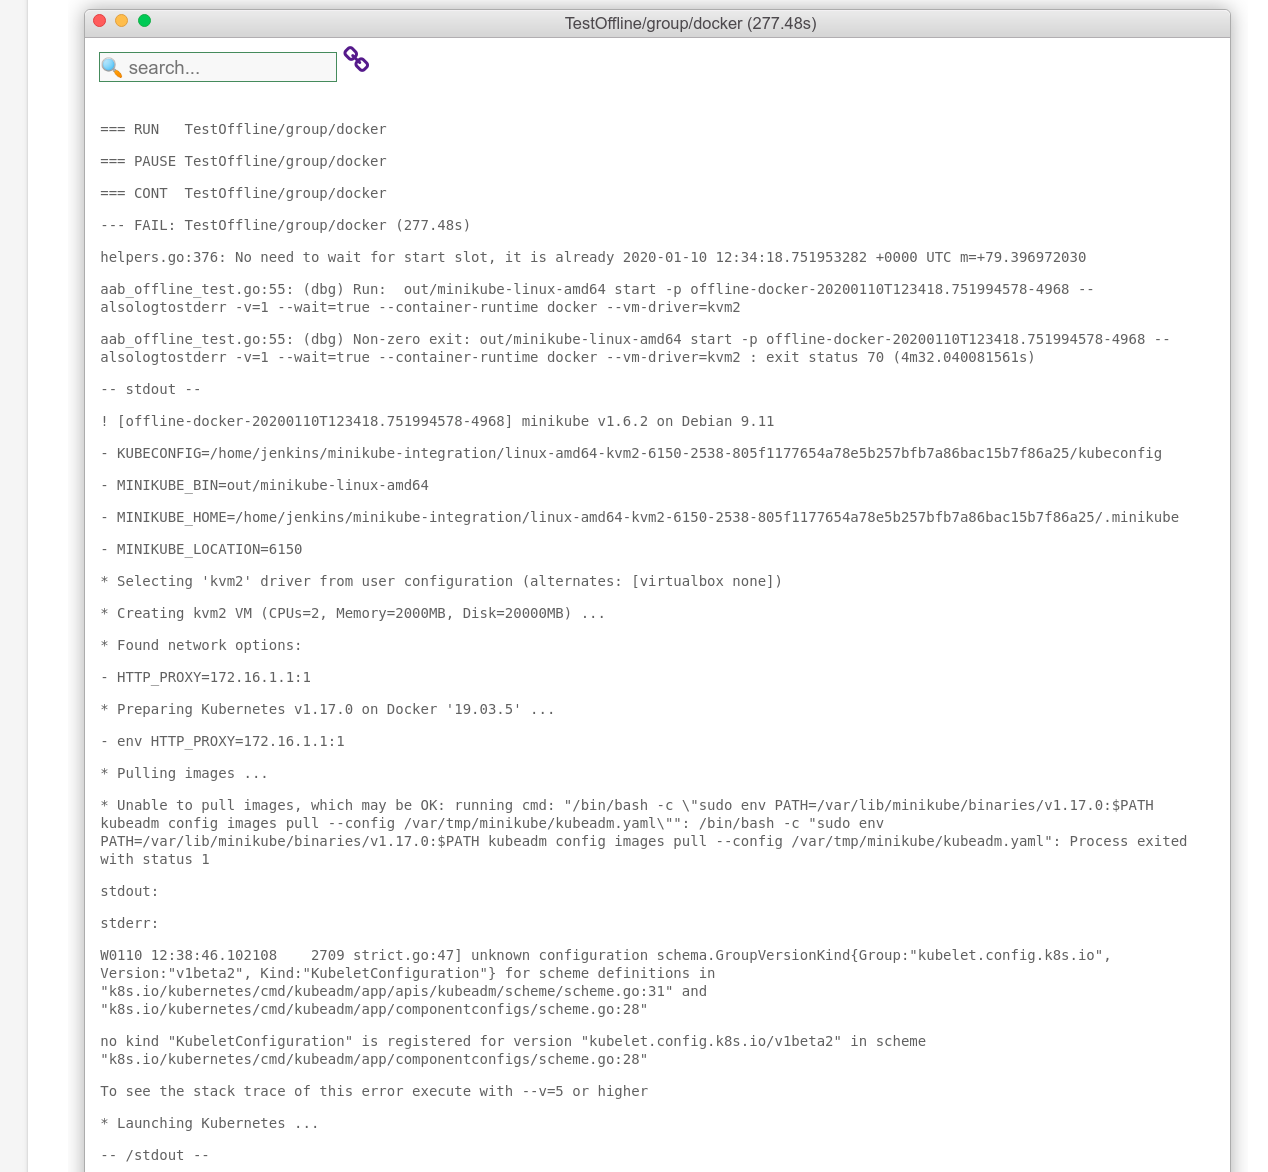 TestOffline/group/docker (277.48s)
search...
=== RUN   TestOffline/group/docker
=== PAUSE TestOffline/group/docker
=== CONT  TestOffline/group/docker
--- FAIL: TestOffline/group/docker (277.48s)
helpers.go:376: No need to wait for start slot, it is already 2020-01-10 12:34:18.751953282 +0000 UTC m=+79.396972030
aab_offline_test.go:55: (dbg) Run:  out/minikube-linux-amd64 start -p offline-docker-20200110T123418.751994578-4968 --
alsologtostderr -v=1 --wait=true --container-runtime docker --vm-driver=kvm2
aab_offline_test.go:55: (dbg) Non-zero exit: out/minikube-linux-amd64 start -p offline-docker-20200110T123418.751994578-4968 --
alsologtostderr -v=1 --wait=true --container-runtime docker --vm-driver=kvm2 : exit status 70 (4m32.040081561s)
-- stdout --
! [offline-docker-20200110T123418.751994578-4968] minikube v1.6.2 on Debian 9.11
- KUBECONFIG=/home/jenkins/minikube-integration/linux-amd64-kvm2-6150-2538-805f1177654a78e5b257bfb7a86bac15b7f86a25/kubeconfig
- MINIKUBE_BIN=out/minikube-linux-amd64
- MINIKUBE_HOME=/home/jenkins/minikube-integration/linux-amd64-kvm2-6150-2538-805f1177654a78e5b257bfb7a86bac15b7f86a25/.minikube
- MINIKUBE_LOCATION=6150
* Selecting 'kvm2' driver from user configuration (alternates: [virtualbox none])
* Creating kvm2 VM (CPUs=2, Memory=2000MB, Disk=20000MB) ...
* Found network options:
- HTTP_PROXY=172.16.1.1:1
* Preparing Kubernetes v1.17.0 on Docker '19.03.5' ...
- env HTTP_PROXY=172.16.1.1:1
* Pulling images ...
* Unable to pull images, which may be OK: running cmd: "/bin/bash -c \"sudo env PATH=/var/lib/minikube/binaries/v1.17.0:$PATH
kubeadm config images pull --config /var/tmp/minikube/kubeadm.yaml\"": /bin/bash -c "sudo env
PATH=/var/lib/minikube/binaries/v1.17.0:$PATH kubeadm config images pull --config /var/tmp/minikube/kubeadm.yaml": Process exited
with status 1
stdout:
stderr:
W0110 12:38:46.102108    2709 strict.go:47] unknown configuration schema.GroupVersionKind{Group:"kubelet.config.k8s.io",
Version:"v1beta2", Kind:"KubeletConfiguration"} for scheme definitions in
"k8s.io/kubernetes/cmd/kubeadm/app/apis/kubeadm/scheme/scheme.go:31" and
"k8s.io/kubernetes/cmd/kubeadm/app/componentconfigs/scheme.go:28"
no kind "KubeletConfiguration" is registered for version "kubelet.config.k8s.io/v1beta2" in scheme
"k8s.io/kubernetes/cmd/kubeadm/app/componentconfigs/scheme.go:28"
To see the stack trace of this error execute with --v=5 or higher
* Launching Kubernetes ...
-- /stdout --